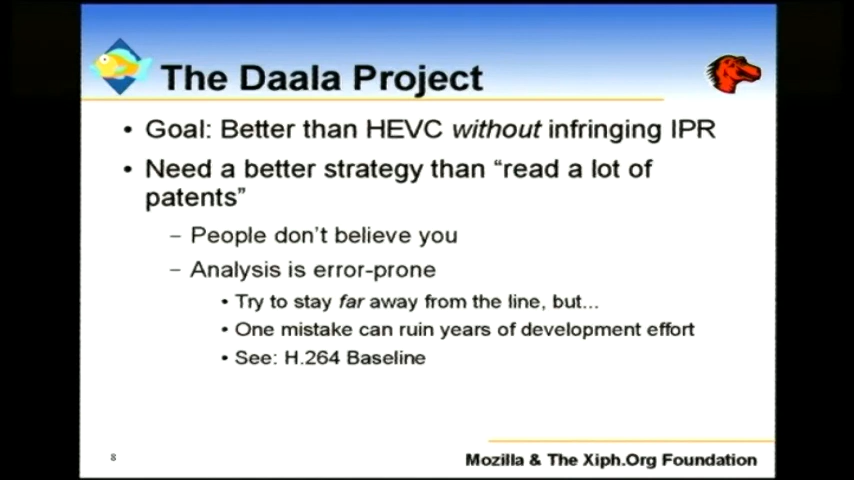 The Daala Project
• Goal: Better than HEVC without infringing IPR
• Need a better strategy than “read a lot of
patents”
– People don’t believe you
– Analysis is error-prone
• Try to stay far away from the line, but...
• One mistake can ruin years of development effort
• See: H.264 Baseline
8
Mozilla & The Xiph.Org Foundation